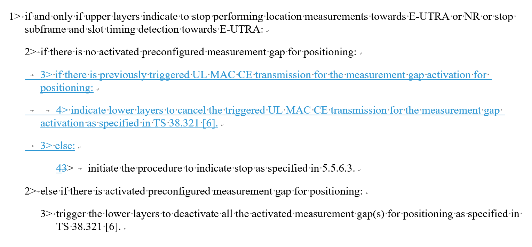 1> if and only if upper layers indicate to stop performing location measurements towards E-UTRA or NR or stop
subframe and slot timing detection towards E-UTRA:
2> if there is no activated preconfigured measurement gap for positioning:
3> if there is previously triggered UL MAC CE transmission for the measurement gap activation for
positioning:
4> indicate lower layers to cancel the triggered UL MAC CE transmission for the measurement gap
activation as specified in TS 38.321 [6].
3> else:
43> initiate the procedure to indicate stop as specified in 5.5.6.3.
2> else if there is activated preconfigured measurement gap for positioning:
3> trigger the lower layers to deactivate all the activated measurement gap(s) for positioning as specified in
TS 38.321 [6].